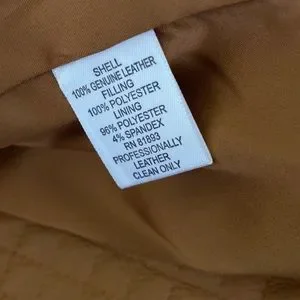 SHELL
100% GENUINE LEATHER
FILLING
100% POLYESTER
LINING
96% POLYESTER
4% SPANDEX
RN 81893
PROFESSIONALLY
LEATHER
CLEAN ONLY